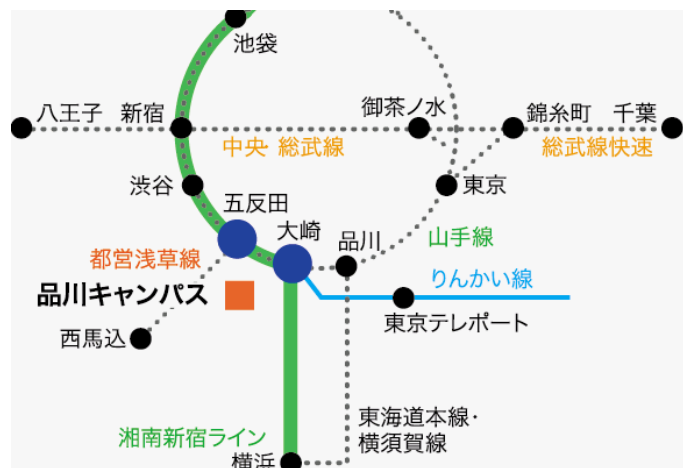 池袋
八王子
新宿
御茶ノ水
錦糸町
千葉
中央・総武線
総武線快速
渋谷
東京
五反田
大崎
品川
山手線
都営浅草線
りんかい線
品川キャンパス
東京テレポート
西馬込
東海道本線・
横須賀線
湘南新宿ライン
横浜